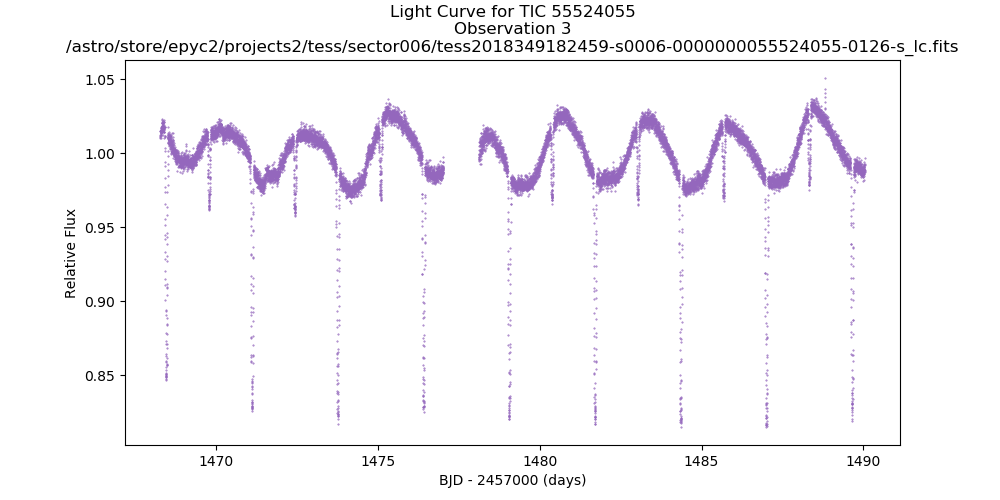 Light Curve for TIC 55524055
Observation 3
/astro/store/epyc2/projects2/tess/sector006/tess2018349182459-s0006-0000000055524055-0126-s_lc.fits
1.05
1.00
0.95
0.90
0.85
Relative Flux
1470
1475
1480
1485
1490
BJD - 2457000 (days)